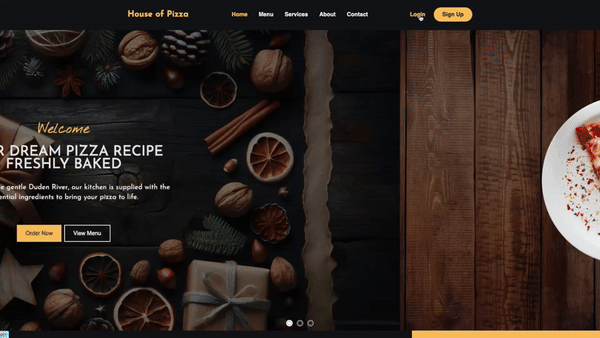 House of Pizza
Home Menu Services About Contact
Login Sign Up
Welcome
DREAM PIZZA RECIPE
FRESHLY BAKED
gentle Duden River, our kitchen is supplied with the
ingredients to bring your pizza to life.
Order Now View Menu